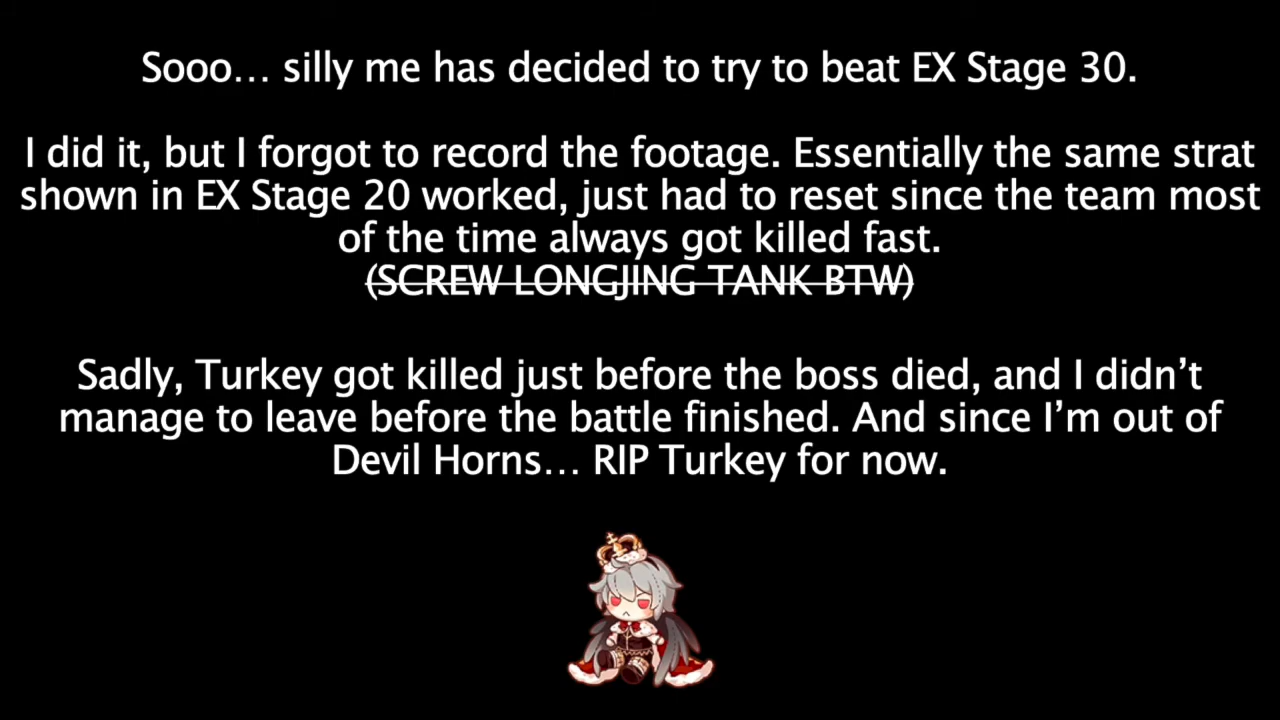 Sooo... silly me has decided to try to beat EX Stage 30.
I did it, but I forgot to record the footage. Essentially the same strat
shown in EX Stage 20 worked, just had to reset since the team most
of the time always got killed fast.
(SCREW LONGJING TANK BTW)
Sadly, Turkey got killed just before the boss died, and I didn’t
manage to leave before the battle finished. And since I’m out of
Devil Horns... RIP Turkey for now.